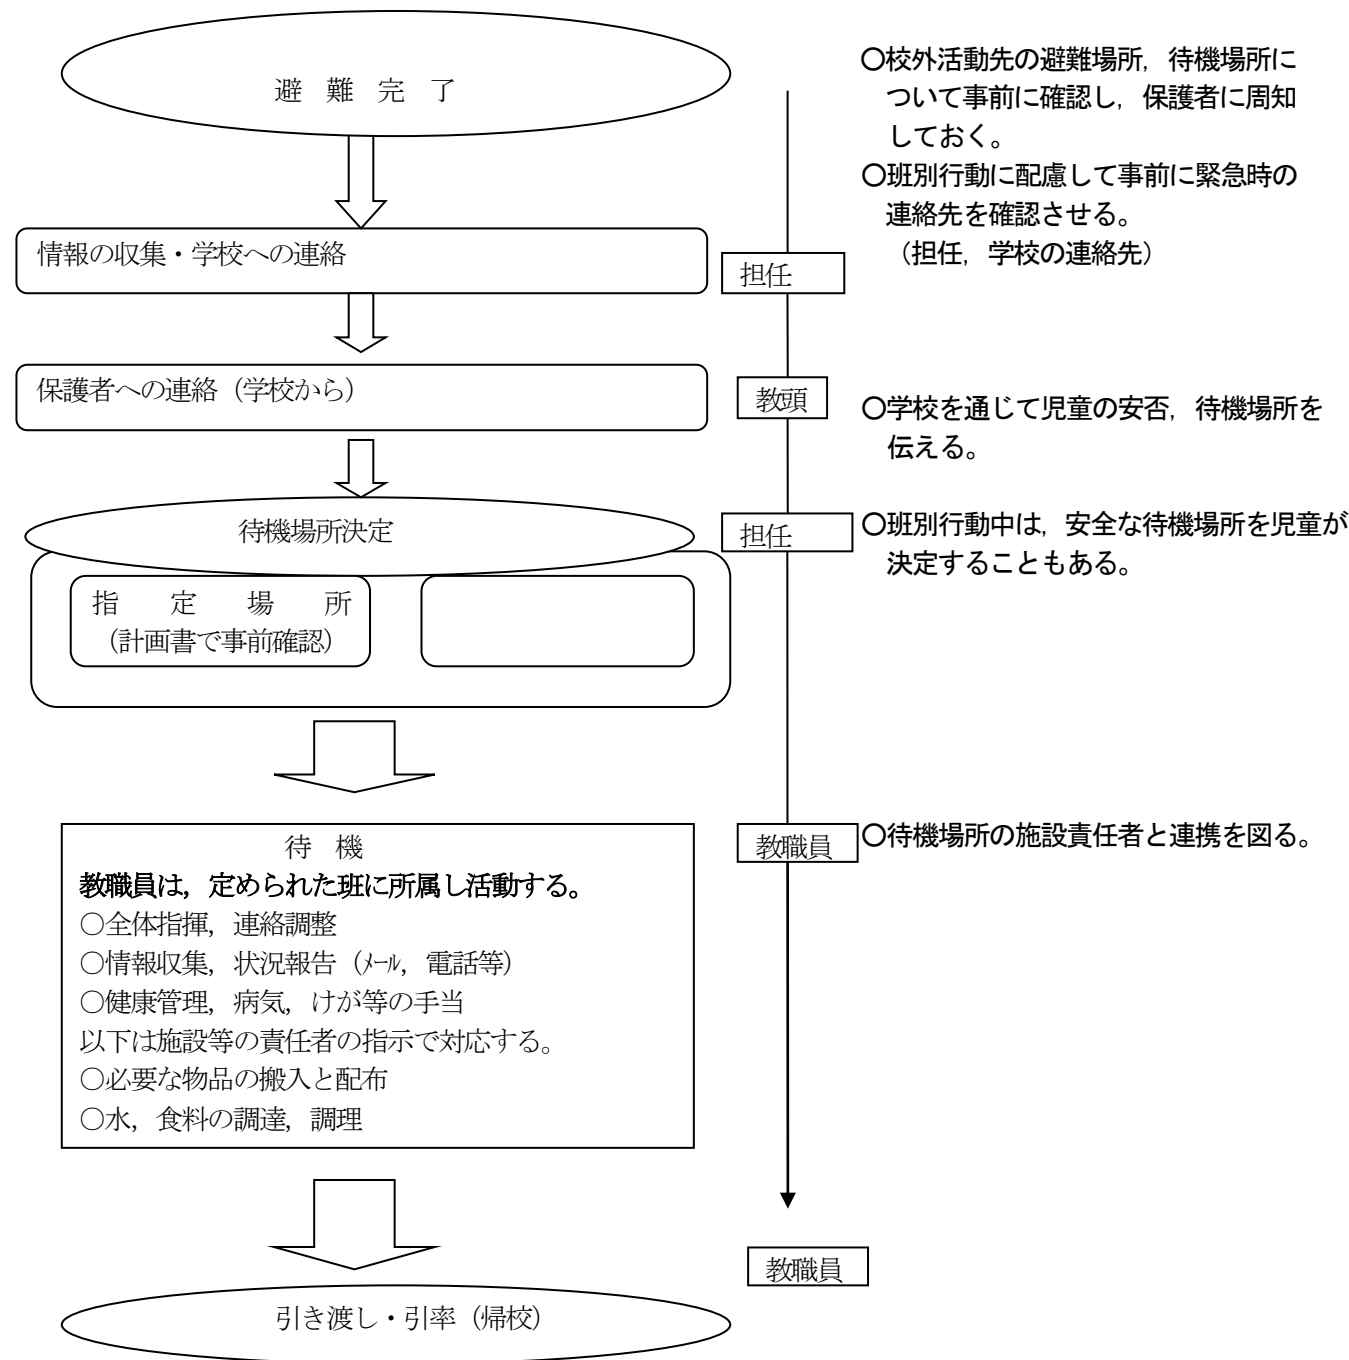 避　難　完　了
○校外活動先の避難場所，待機場所に
ついて事前に確認し，保護者に周知
しておく。
○班別行動に配慮して事前に緊急時の
連絡先を確認させる。
（担任，学校の連絡先）
情報の収集・学校への連絡
担任
保護者への連絡（学校から）
教頭
○学校を通じて児童の安否，待機場所を
伝える。
待機場所決定
担任
○班別行動中は，安全な待機場所を児童が
決定することもある。
指　定　場　所
（計画書で事前確認）
待　機
教職員は，定められた班に所属し活動する。
○全体指揮，連絡調整
○情報収集，状況報告（ﾒｰﾙ，電話等）
○健康管理，病気，けが等の手当
以下は施設等の責任者の指示で対応する。
○必要な物品の搬入と配布
○水，食料の調達，調理
教職員
○待機場所の施設責任者と連携を図る。
教職員
引き渡し・引率（帰校）